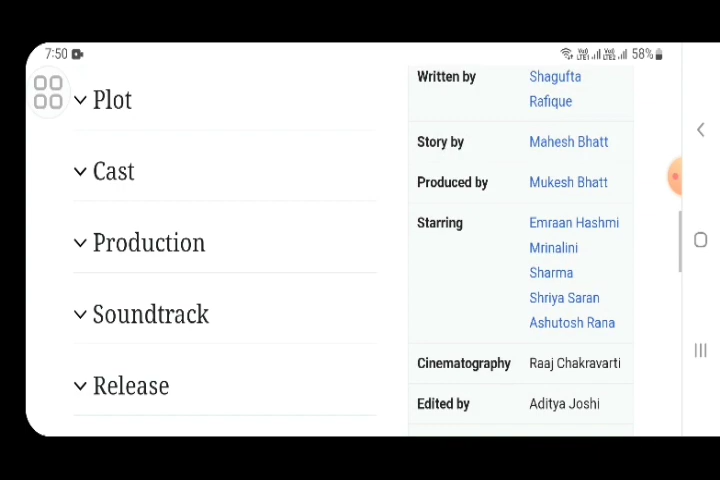 7:50
58%
Plot
Cast
Production
Soundtrack
Release
Written by Shagufta
Rafique
Story by Mahesh Bhatt
Produced by Mukesh Bhatt
Starring Emraan Hashmi
Mrinalini
Sharma
Shriya Saran
Ashutosh Rana
Cinematography Raaj Chakravarti
Edited by Aditya Joshi